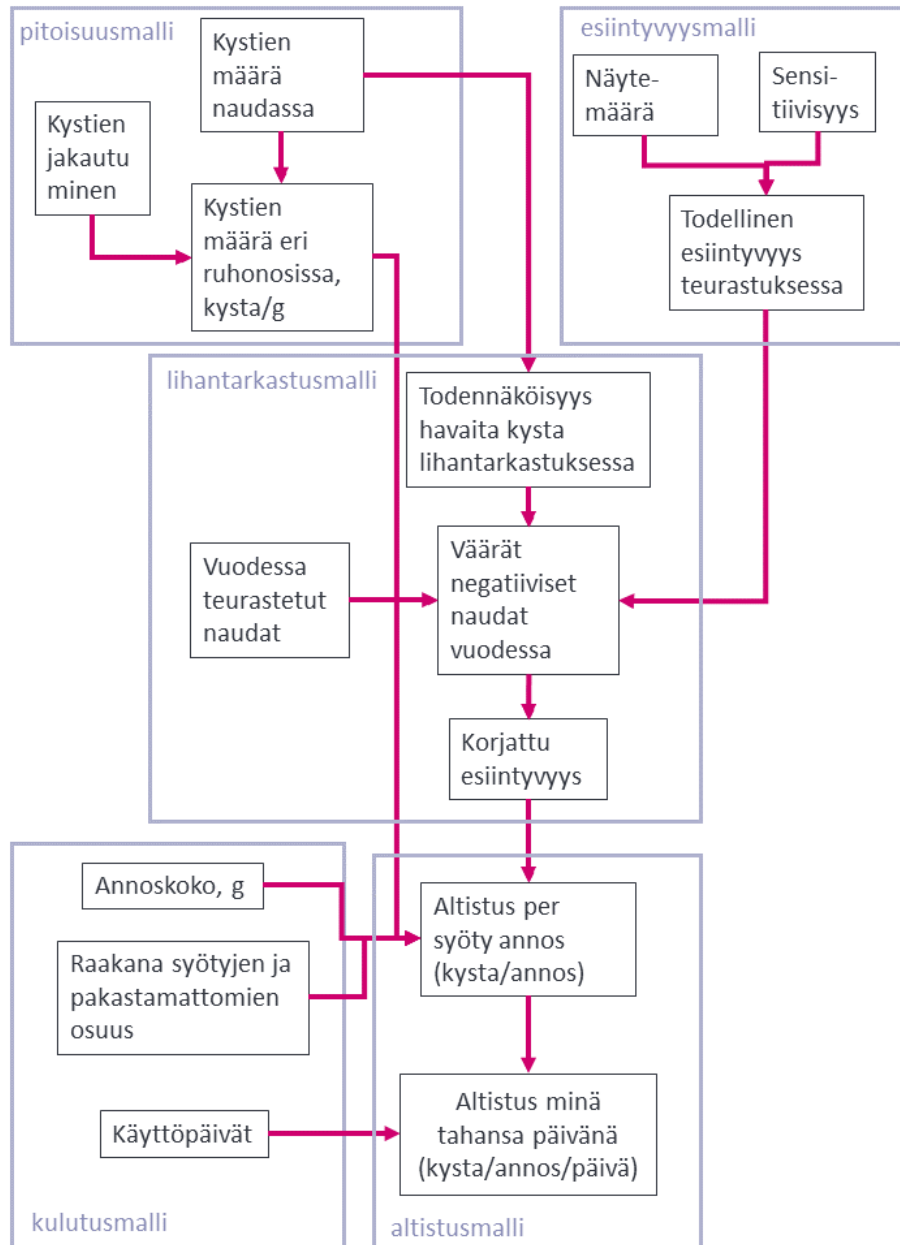 pitoisuusmalli
Kystien
määrä
naudassa
Kystien
jakautu
minen
Kystien
määrä eri
ruhonosissa,
kysta/g
esiintyvyysmalli
Näyte-
määrä
Sensi-
tiivisyys
Todellinen
esiintyvyys
teurastuksessa
lihantarkastusmalli
Todennäköisyys
havaita kysta
lihantarkastuksessa
Vuodessa
teurastetut
naudat
Väärät
negatiiviset
naudat
vuodessa
Korjattu
esiintyvyys
Annoskoko, g
Raakana syötyjen ja
pakastamattomien
osuus
Käyttöpäivät
kulutusmalli
Altistus per
syöty annos
(kysta/annos)
Altistus minä
tahansa päivänä
(kysta/annos/päivä)
altistusmalli